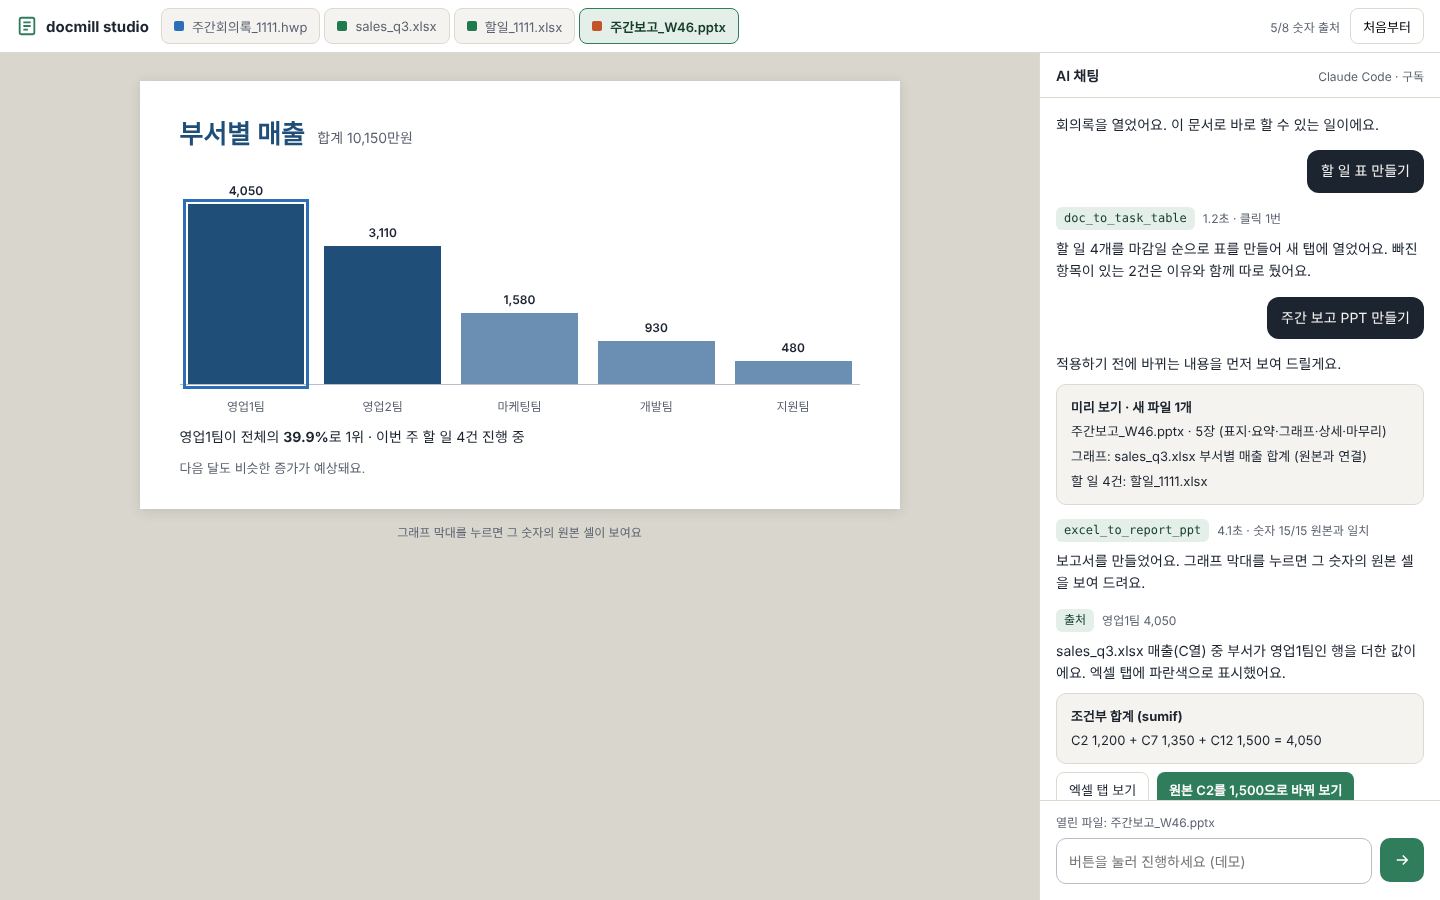 docmill studio
주간회의록_1111.hwp
sales_q3.xlsx
할일_1111.xlsx
주간보고_W46.pptx
5/8 숫자 출처
처음부터
부서별 매출 합계 10,150만원
4,050
3,110
1,580
930
480
영업1팀
영업2팀
마케팅팀
개발팀
지원팀
영업1팀이 전체의 39.9%로 1위 · 이번 주 할 일 4건 진행 중
다음 달도 비슷한 증가가 예상돼요.
그래프 막대를 누르면 그 숫자의 원본 셀이 보여요
AI 채팅
Claude Code · 구독
회의록을 열었어요. 이 문서로 바로 할 수 있는 일이에요.
할 일 표 만들기
doc_to_task_table 1.2초 · 클릭 1번
할 일 4개를 마감일 순으로 표를 만들어 새 탭에 열었어요. 빠진
항목이 있는 2건은 이유와 함께 따로 뒀어요.
주간 보고 PPT 만들기
적용하기 전에 바뀌는 내용을 먼저 보여 드릴게요.
미리 보기 · 새 파일 1개
주간보고_W46.pptx · 5장 (표지·요약·그래프·상세·마무리)
그래프: sales_q3.xlsx 부서별 매출 합계 (원본과 연결)
할 일 4건: 할일_1111.xlsx
excel_to_report_ppt 4.1초 · 숫자 15/15 원본과 일치
보고서를 만들었어요. 그래프 막대를 누르면 그 숫자의 원본 셀
을 보여 드려요.
출처 영업1팀 4,050
sales_q3.xlsx 매출(C열) 중 부서가 영업1팀인 행을 더한 값이
에요. 엑셀 탭에 파란색으로 표시했어요.
조건부 합계 (sumif)
C2 1,200 + C7 1,350 + C12 1,500 = 4,050
엑셀 탭 보기
원본 C2를 1,500으로 바꿔 보기
열린 파일: 주간보고_W46.pptx
버튼을 눌러 진행하세요 (데모)